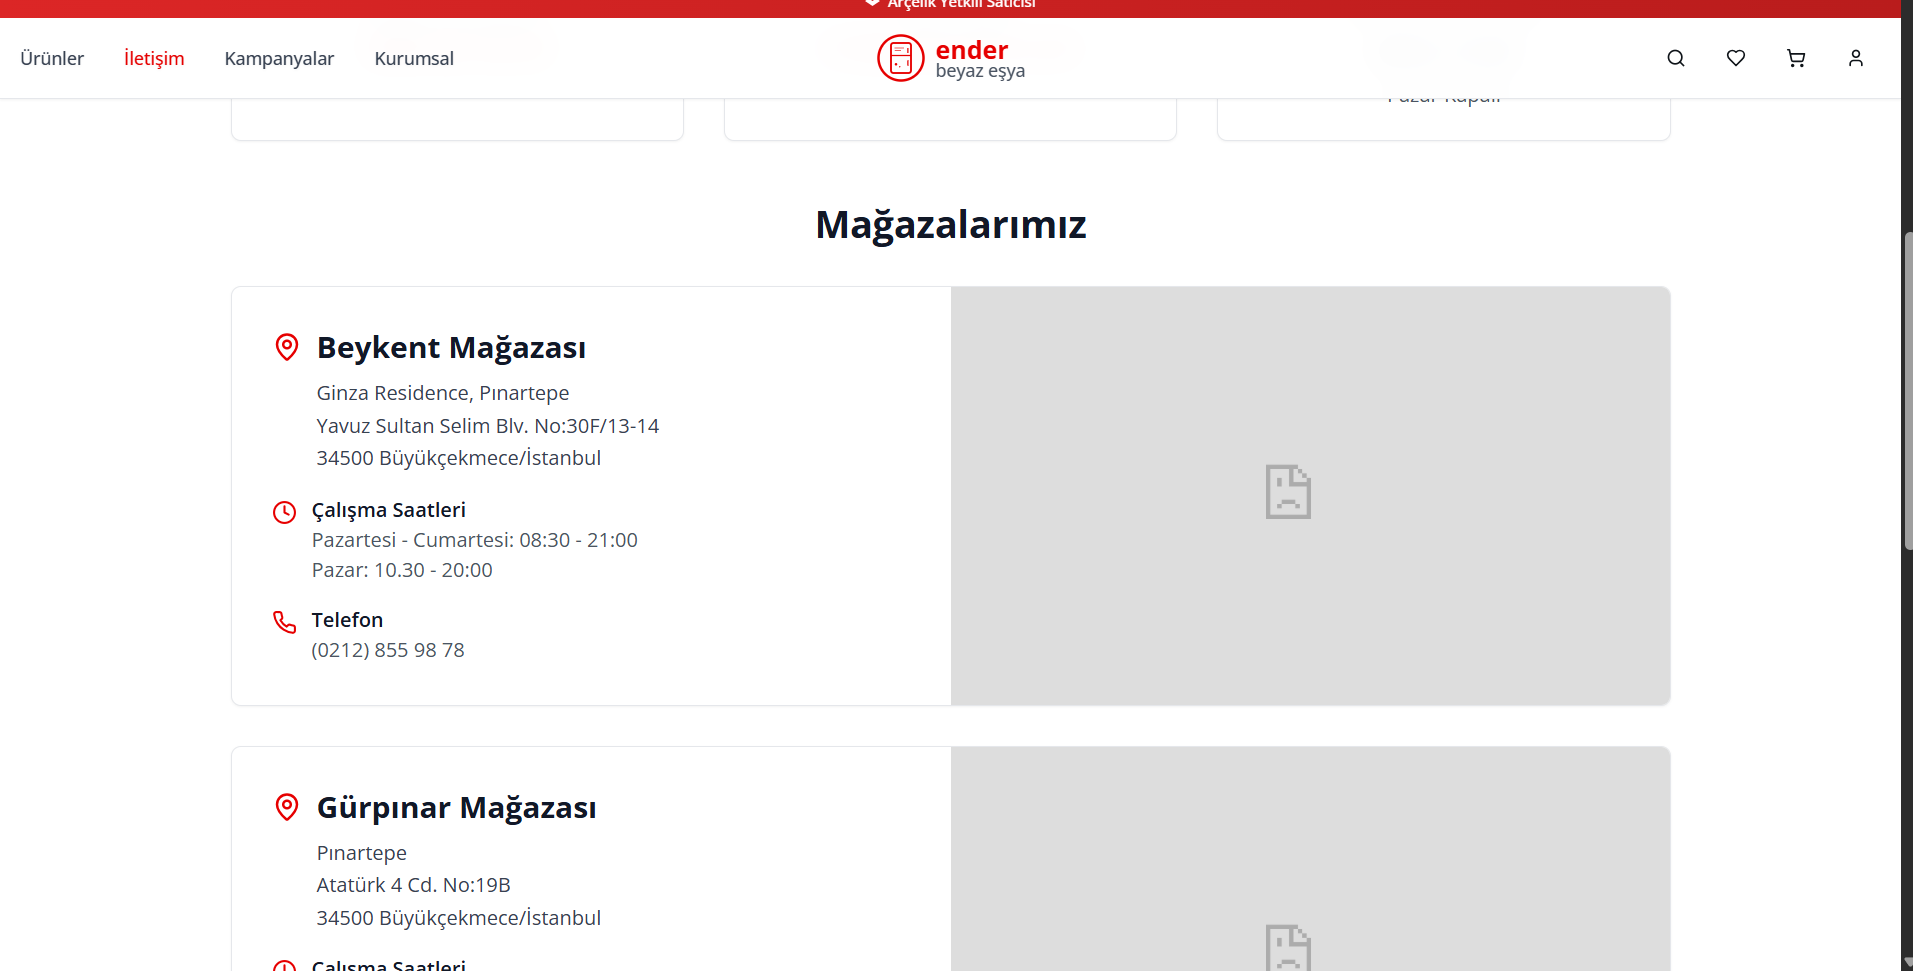 Arçelik Yetkili Satıcısı
Ürünler
İletişim
Kampanyalar
Kurumsal
ender
beyaz eşya
Pazar Kapalı
Mağazalarımız
Beykent Mağazası
Ginza Residence, Pınartepe
Yavuz Sultan Selim Blv. No:30F/13-14
34500 Büyükçekmece/İstanbul
Çalışma Saatleri
Pazartesi - Cumartesi: 08:30 - 21:00
Pazar: 10.30 - 20:00
Telefon
(0212) 855 98 78
Gürpınar Mağazası
Pınartepe
Atatürk 4 Cd. No:19B
34500 Büyükçekmece/İstanbul
Çalışma Saatleri